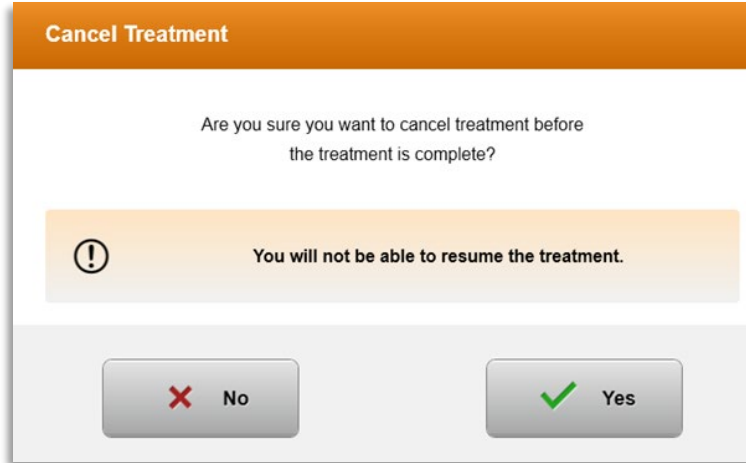 Cancel Treatment
Are you sure you want to cancel treatment before
the treatment is complete?
You will not be able to resume the treatment.
No
Yes